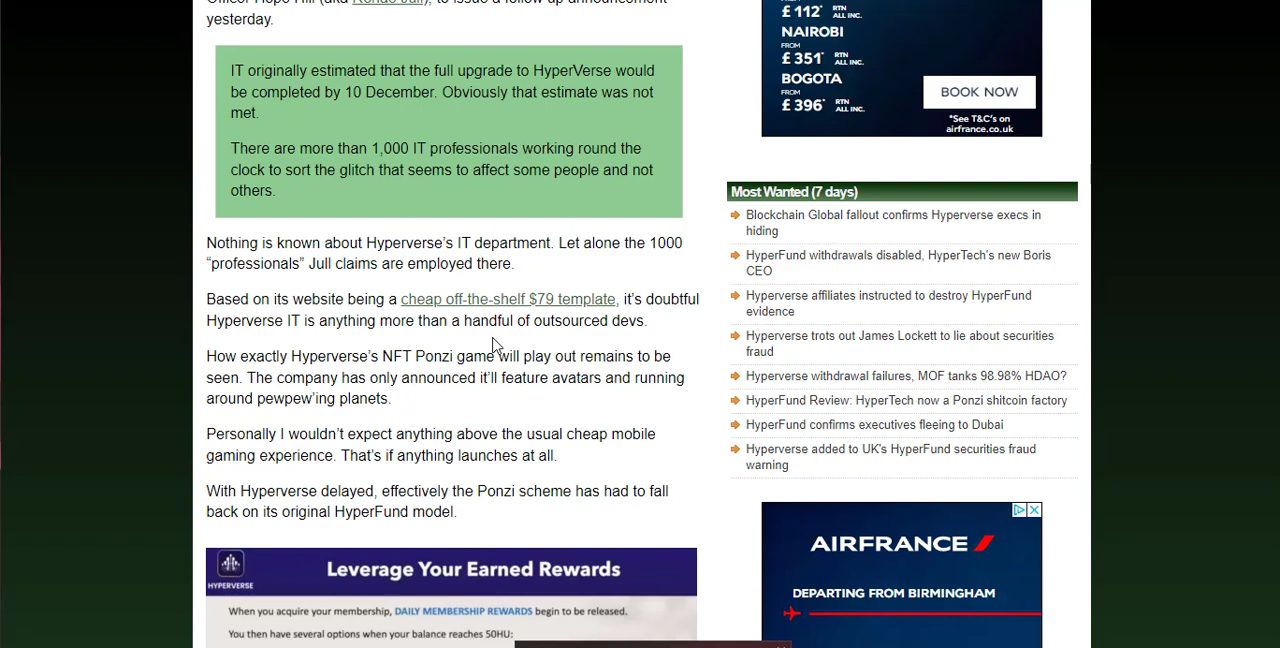 Officer Hope Hill (aka Rende Jull), to issue a follow up announcement
yesterday.
IT originally estimated that the full upgrade to HyperVerse would
be completed by 10 December. Obviously that estimate was not
met.
There are more than 1,000 IT professionals working round the
clock to sort the glitch that seems to affect some people and not
others.
Nothing is known about Hyperverse’s IT department. Let alone the 1000
“professionals” Jull claims are employed there.
Based on its website being a cheap off-the-shelf $79 template, it’s doubtful
Hyperverse IT is anything more than a handful of outsourced devs.
How exactly Hyperverse’s NFT Ponzi game will play out remains to be
seen. The company has only announced it’ll feature avatars and running
around pewpew’ing planets.
Personally I wouldn’t expect anything above the usual cheap mobile
gaming experience. That’s if anything launches at all.
With Hyperverse delayed, effectively the Ponzi scheme has had to fall
back on its original HyperFund model.
HYPERVERSE
Leverage Your Earned Rewards
When you acquire your membership, DAILY MEMBERSHIP REWARDS begin to be released.
You then have several options when your balance reaches 50HU:
£112* RTN ALL INC.
NAIROBI
FROM
£351* RTN ALL INC.
BOGOTA
FROM
£396* RTN ALL INC.
BOOK NOW
*See T&C's on
airfrance.co.uk
Most Wanted (7 days)
Blockchain Global fallout confirms Hyperverse execs in
hiding
HyperFund withdrawals disabled, HyperTech's new Boris
CEO
Hyperverse affiliates instructed to destroy HyperFund
evidence
Hyperverse trots out James Lockett to lie about securities
fraud
Hyperverse withdrawal failures, MOF tanks 98.98% HDAO?
HyperFund Review: HyperTech now a Ponzi shitcoin factory
HyperFund confirms executives fleeing to Dubai
Hyperverse added to UK's HyperFund securities fraud
warning
AIRFRANCE
DEPARTING FROM BIRMINGHAM